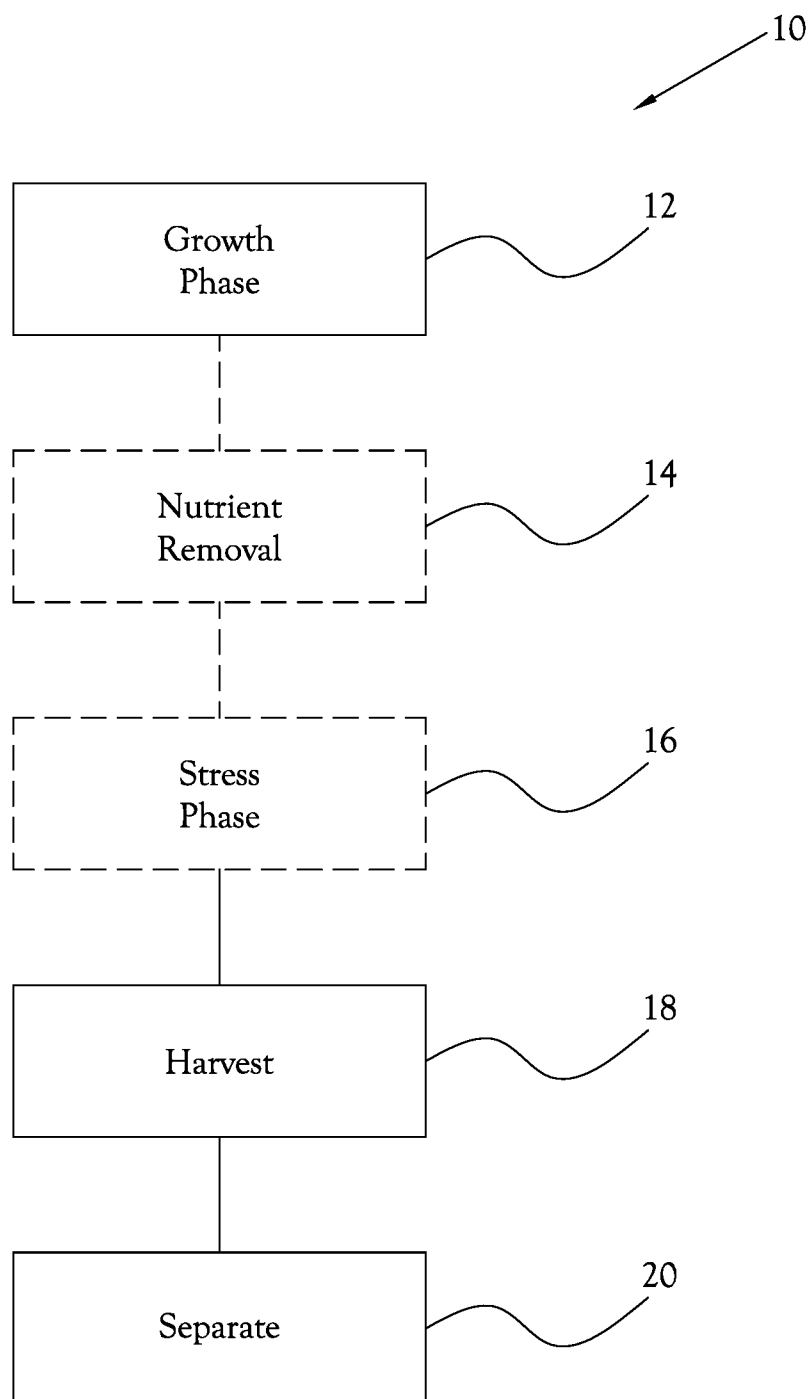 10
Growth
Phase
12
Nutrient
Removal
14
Stress
Phase
16
Harvest
18
Separate
20